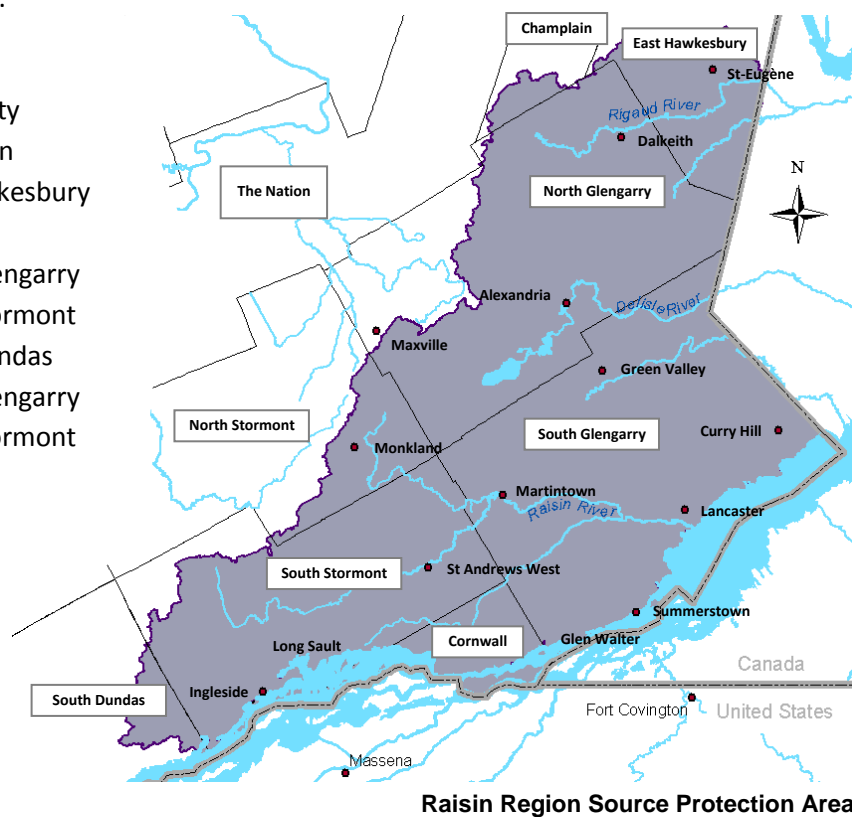 .
ty
n
kesbury
engarry
ormont
undas
engarry
ormont
Champlain
East Hawkesbury
St-Eugène
Rigaud River
Dalkeith
The Nation
North Glengarry
N
Alexandria
Delisle River
Maxville
Green Valley
North Stormont
South Glengarry
Curry Hill
Monkland
Martintown
Raisin River
Lancaster
South Stormont
St Andrews West
Summerstown
Long Sault
Cornwall
Glen Walter
Canada
South Dundas
Ingleside
Fort Covington
United States
Massena
Raisin Region Source Protection Area